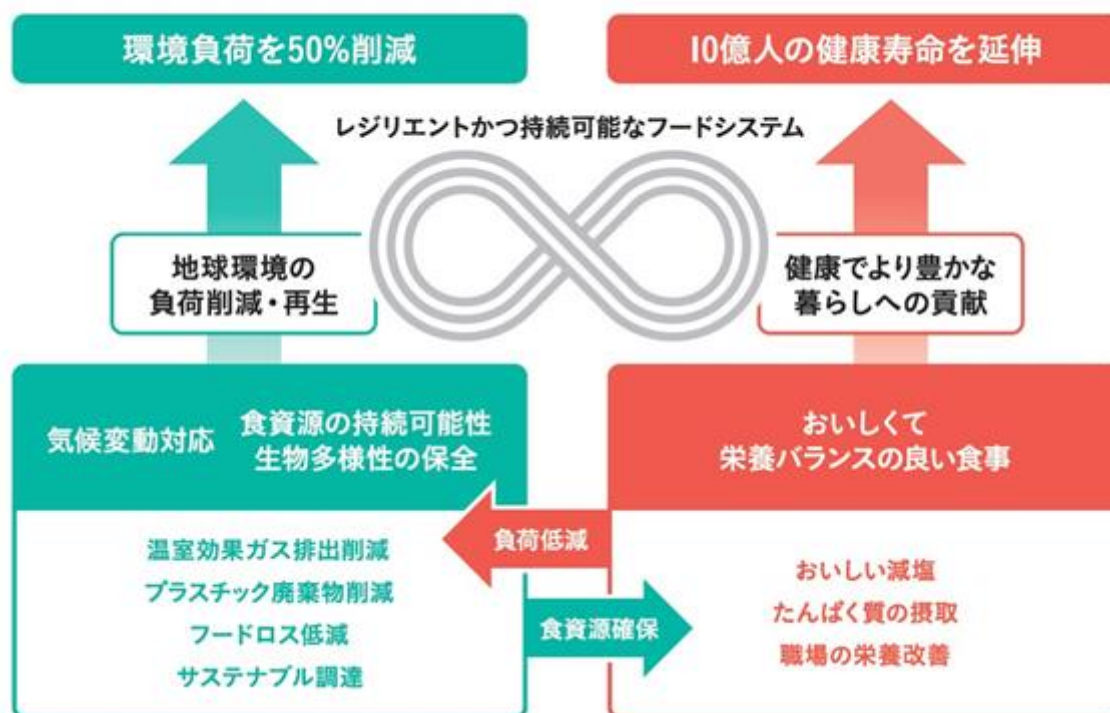 環境負荷を50%削減
10億人の健康寿命を延伸
レジリエントかつ持続可能なフードシステム
地球環境の
負荷削減・再生
健康でより豊かな
暮らしへの貢献
気候変動対応
食資源の持続可能性
生物多様性の保全
おいしくて
栄養バランスの良い食事
負荷低減
食資源確保
温室効果ガス排出削減
プラスチック廃棄物削減
フードロス低減
サステナブル調達
おいしい減塩
たんぱく質の摂取
職場の栄養改善